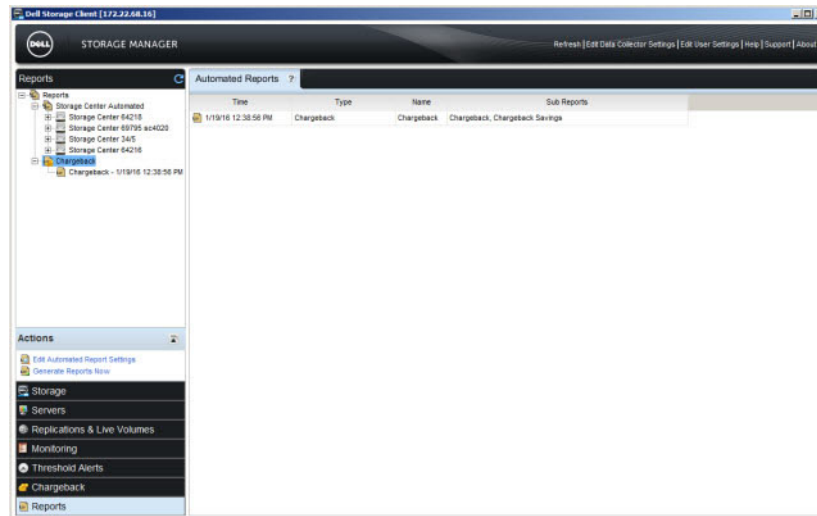 Dell Storage Client [172.22.68.16]
DELL
STORAGE MANAGER
Refresh | Edit Data Collector Settings | Edit User Settings | Help | Support | About
Reports
Reports
Storage Center Automated
Storage Center 64218
Storage Center 69795 sc4020
Storage Center 34/5
Storage Center 64216
Chargeback
Chargeback - 1/19/16 12:38:56 PM
Automated Reports ?
Time Type Name Sub Reports
1/19/16 12:38:56 PM Chargeback Chargeback Chargeback, Chargeback Savings
Actions
Edit Automated Report Settings
Generate Reports Now
Storage
Servers
Replications & Live Volumes
Monitoring
Threshold Alerts
Chargeback
Reports